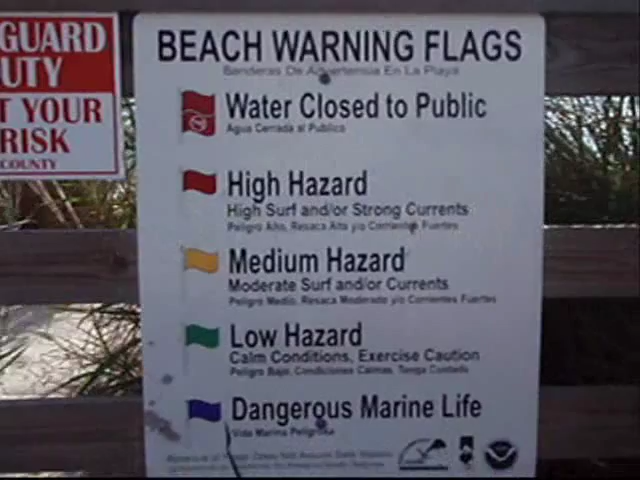 GUARD
UTY
T YOUR
RISK
COUNTY
BEACH WARNING FLAGS
Banderas De Advertensia En La Playa
Water Closed to Public
Agua Cerrada al Publico
High Hazard
High Surf and/or Strong Currents
Peligro Alto, Resaca Alta y/o Corrientes Fuertes
Medium Hazard
Moderate Surf and/or Currents
Peligro Medio, Resaca Moderado y/o Corrientes Fuertes
Low Hazard
Calm Conditions, Exercise Caution
Peligro Bajo, Condiciones Calmas, Tenga Cuidado
Dangerous Marine Life
Vida Marina Peligrosa